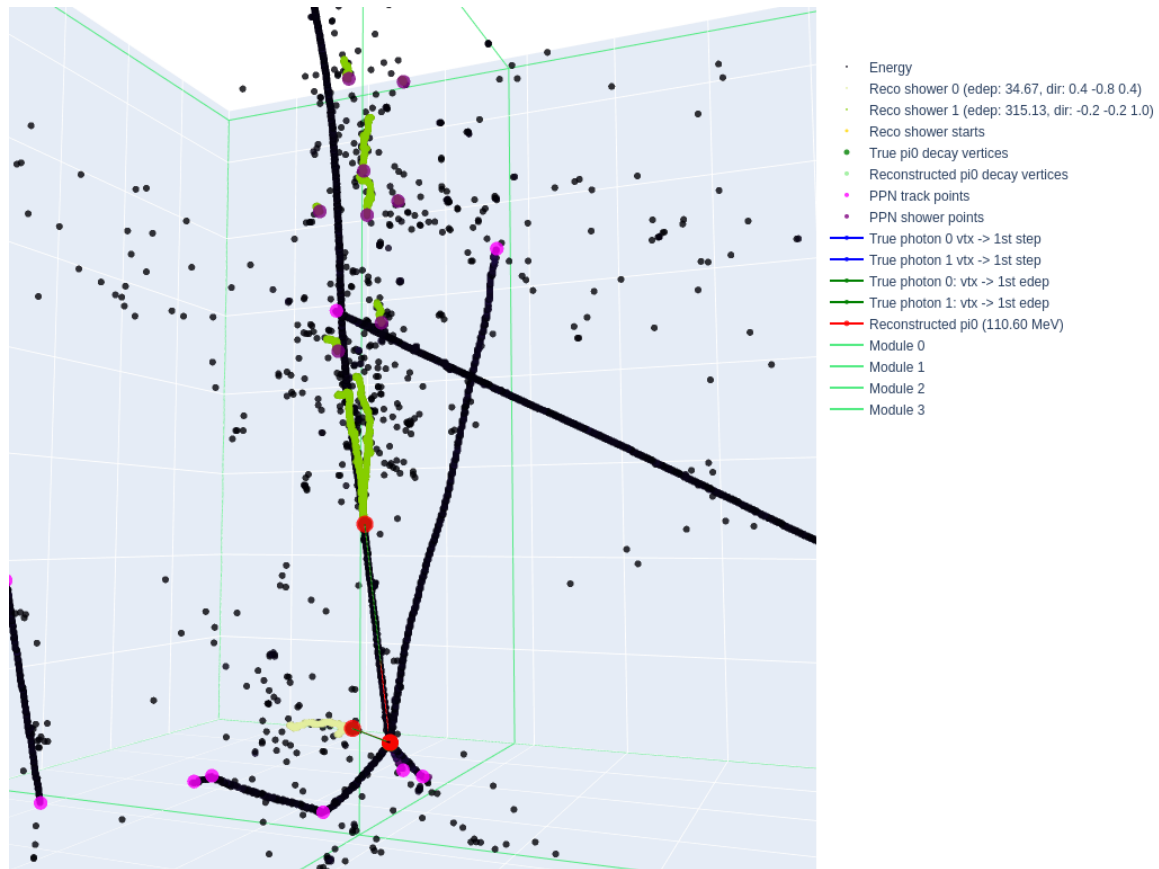 Energy
Reco shower 0 (edep: 34.67, dir: 0.4 -0.8 0.4)
Reco shower 1 (edep: 315.13, dir: -0.2 -0.2 1.0)
Reco shower starts
True pi0 decay vertices
Reconstructed pi0 decay vertices
PPN track points
PPN shower points
True photon 0 vtx -> 1st step
True photon 1 vtx -> 1st step
True photon 0: vtx -> 1st edep
True photon 1: vtx -> 1st edep
Reconstructed pi0 (110.60 MeV)
Module 0
Module 1
Module 2
Module 3